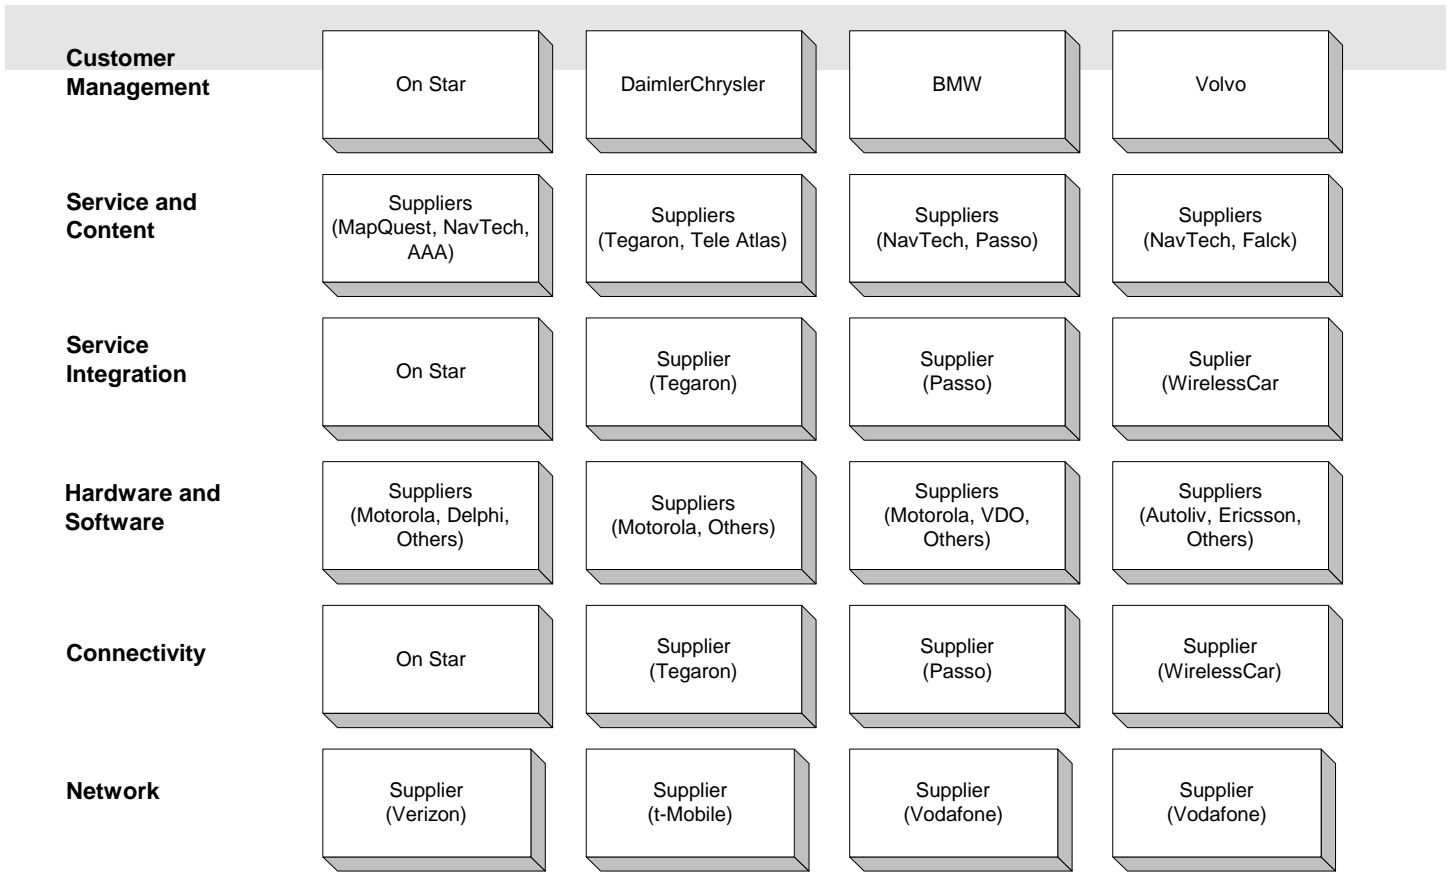 Customer
Management
On Star
DaimlerChrysler
BMW
Volvo
Service and
Content
Suppliers
(MapQuest, NavTech,
AAA)
Suppliers
(Tegaron, Tele Atlas)
Suppliers
(NavTech, Passo)
Suppliers
(NavTech, Falck)
Service
Integration
On Star
Supplier
(Tegaron)
Supplier
(Passo)
Suplier
(WirelessCar
Hardware and
Software
Suppliers
(Motorola, Delphi,
Others)
Suppliers
(Motorola, Others)
Suppliers
(Motorola, VDO,
Others)
Suppliers
(Autoliv, Ericsson,
Others)
Connectivity
On Star
Supplier
(Tegaron)
Supplier
(Passo)
Supplier
(WirelessCar)
Network
Supplier
(Verizon)
Supplier
(t-Mobile)
Supplier
(Vodafone)
Supplier
(Vodafone)